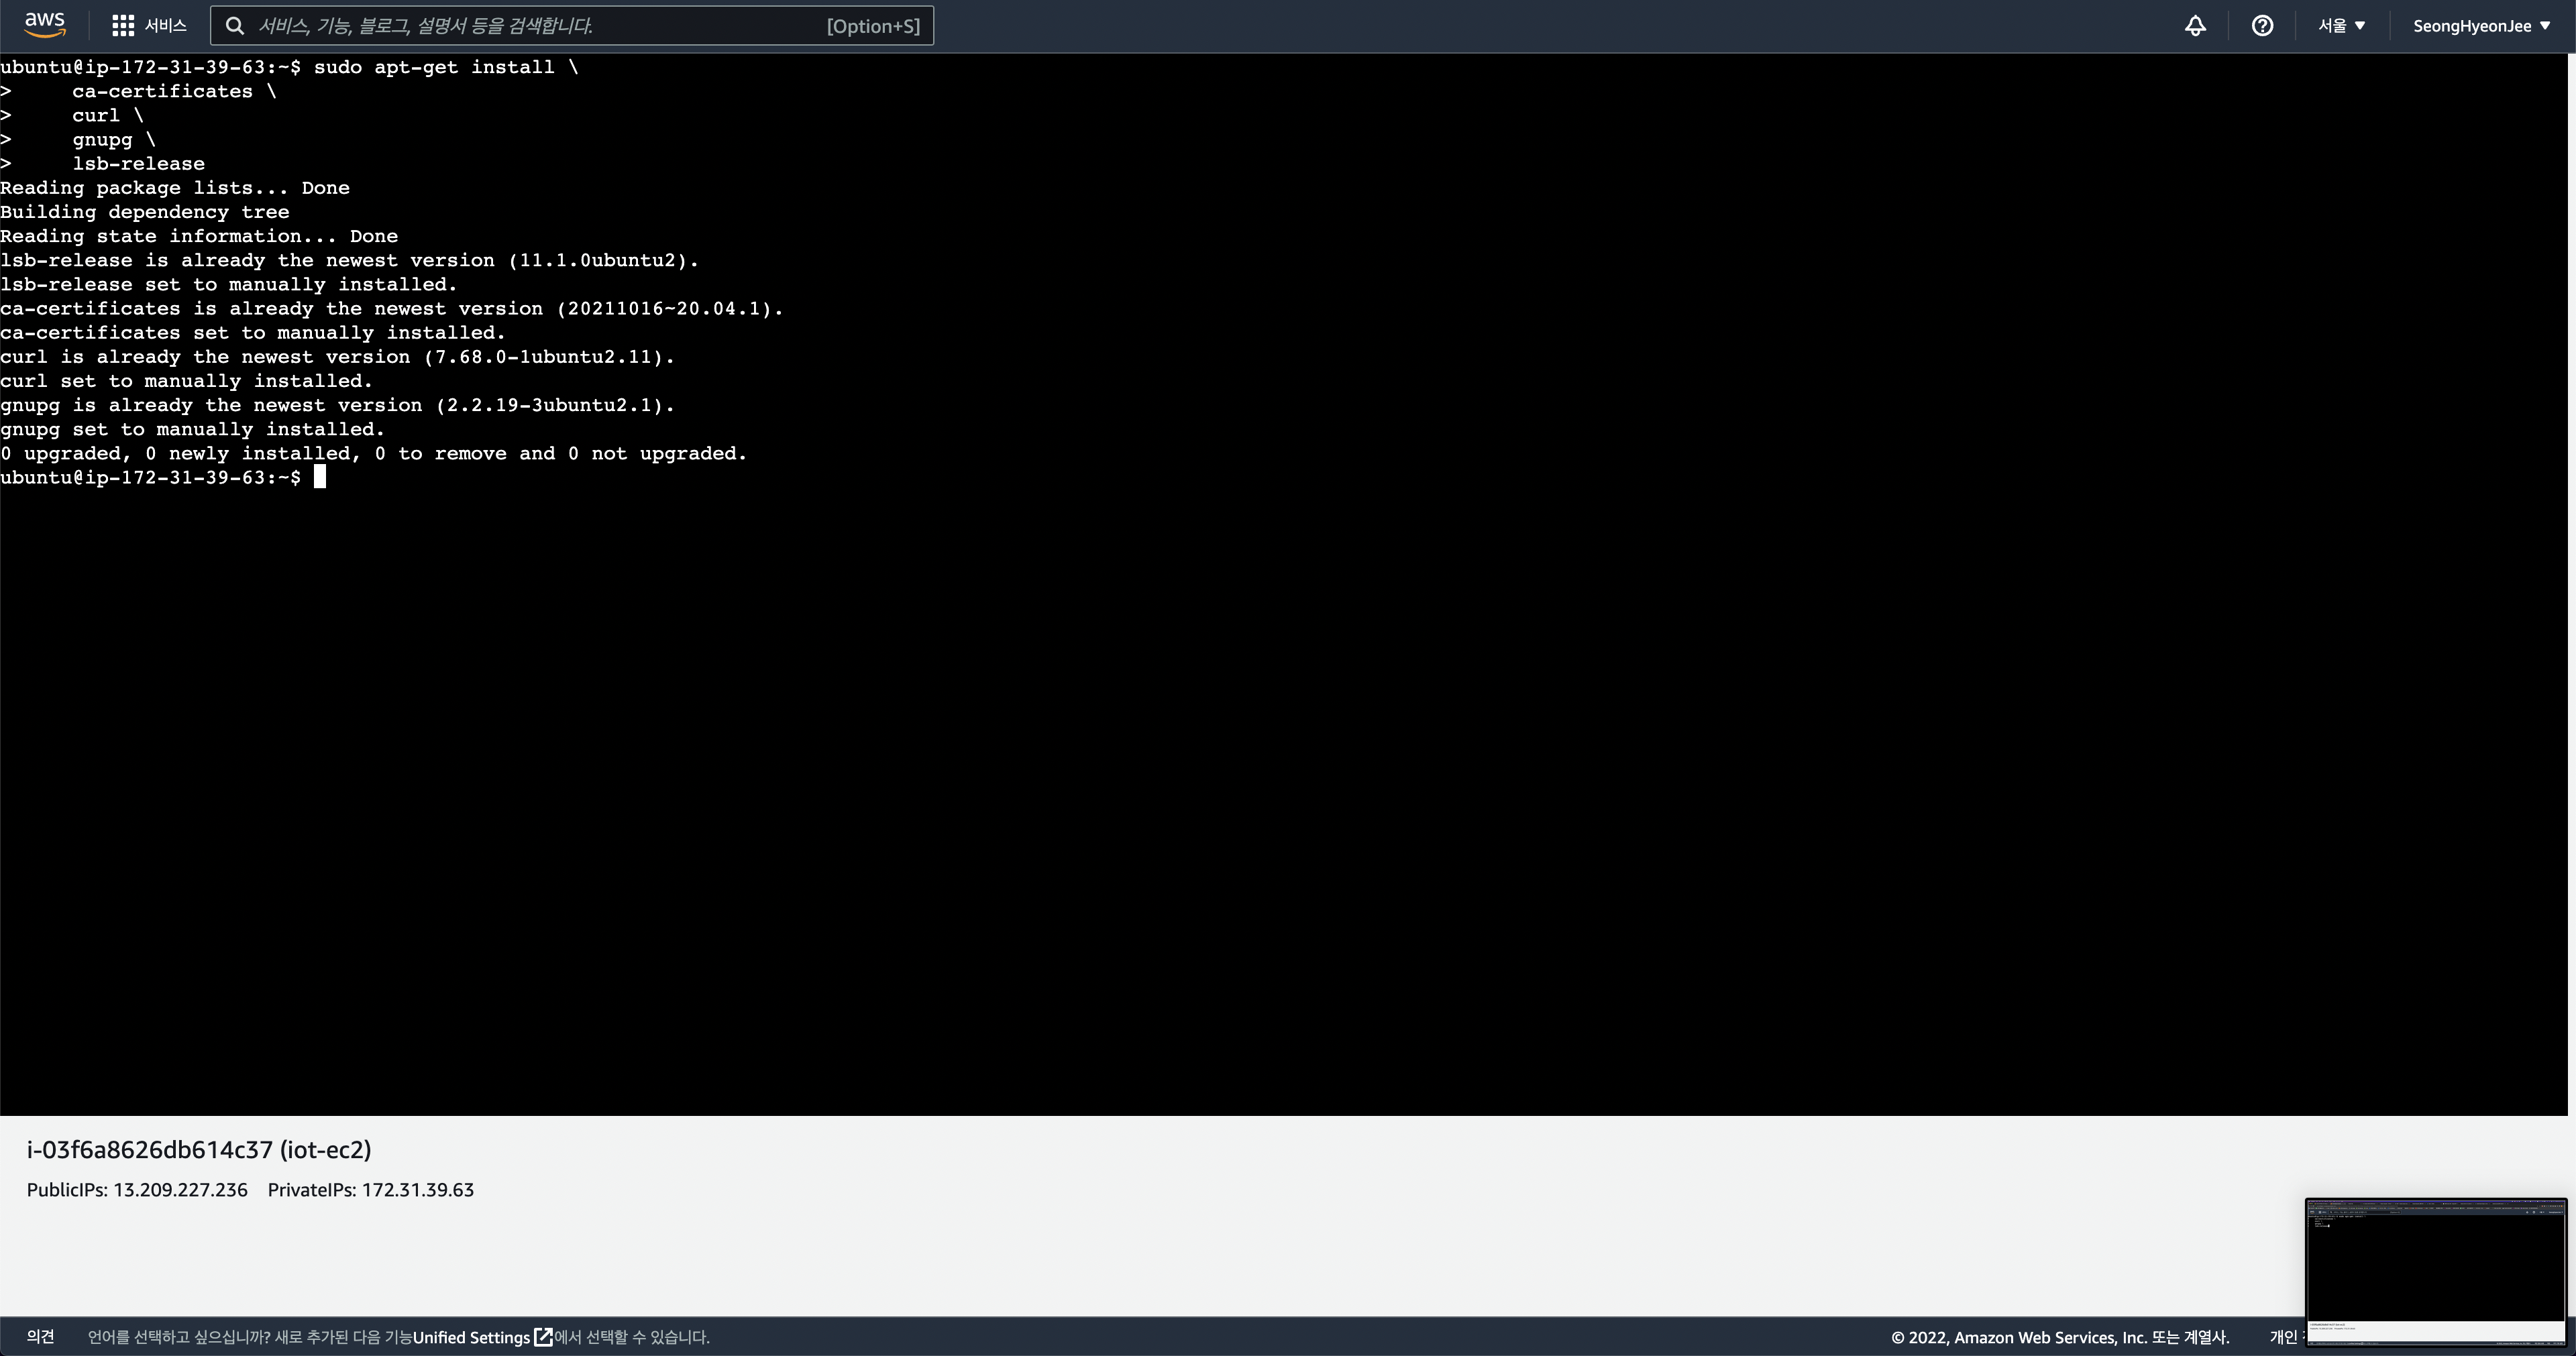 aws 서비스 서비스, 기능, 블로그, 설명서 등을 검색합니다. [Option+S] 서울 SeongHyeonJee
ubuntu@ip-172-31-39-63:~$ sudo apt-get install \
>     ca-certificates \
>     curl \
>     gnupg \
>     lsb-release
Reading package lists... Done
Building dependency tree
Reading state information... Done
lsb-release is already the newest version (11.1.0ubuntu2).
lsb-release set to manually installed.
ca-certificates is already the newest version (20211016~20.04.1).
ca-certificates set to manually installed.
curl is already the newest version (7.68.0-1ubuntu2.11).
curl set to manually installed.
gnupg is already the newest version (2.2.19-3ubuntu2.1).
gnupg set to manually installed.
0 upgraded, 0 newly installed, 0 to remove and 0 not upgraded.
ubuntu@ip-172-31-39-63:~$
i-03f6a8626db614c37 (iot-ec2)
PublicIPs: 13.209.227.236 PrivateIPs: 172.31.39.63
의견 언어를 선택하고 싶으십니까? 새로 추가된 다음 기능Unified Settings에서 선택할 수 있습니다. © 2022, Amazon Web Services, Inc. 또는 계열사. 개인